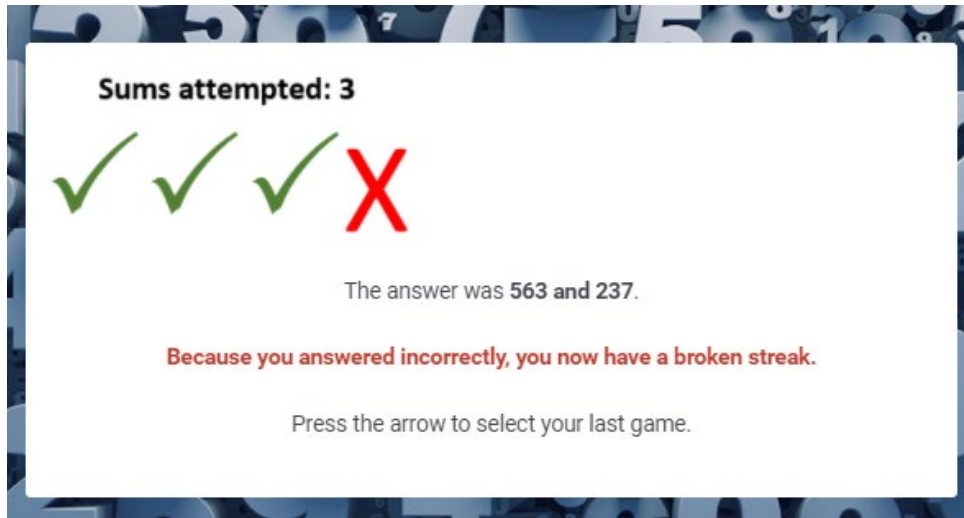 Sums attempted: 3
X
The answer was 563 and 237.
Because you answered incorrectly, you now have a broken streak.
Press the arrow to select your last game.